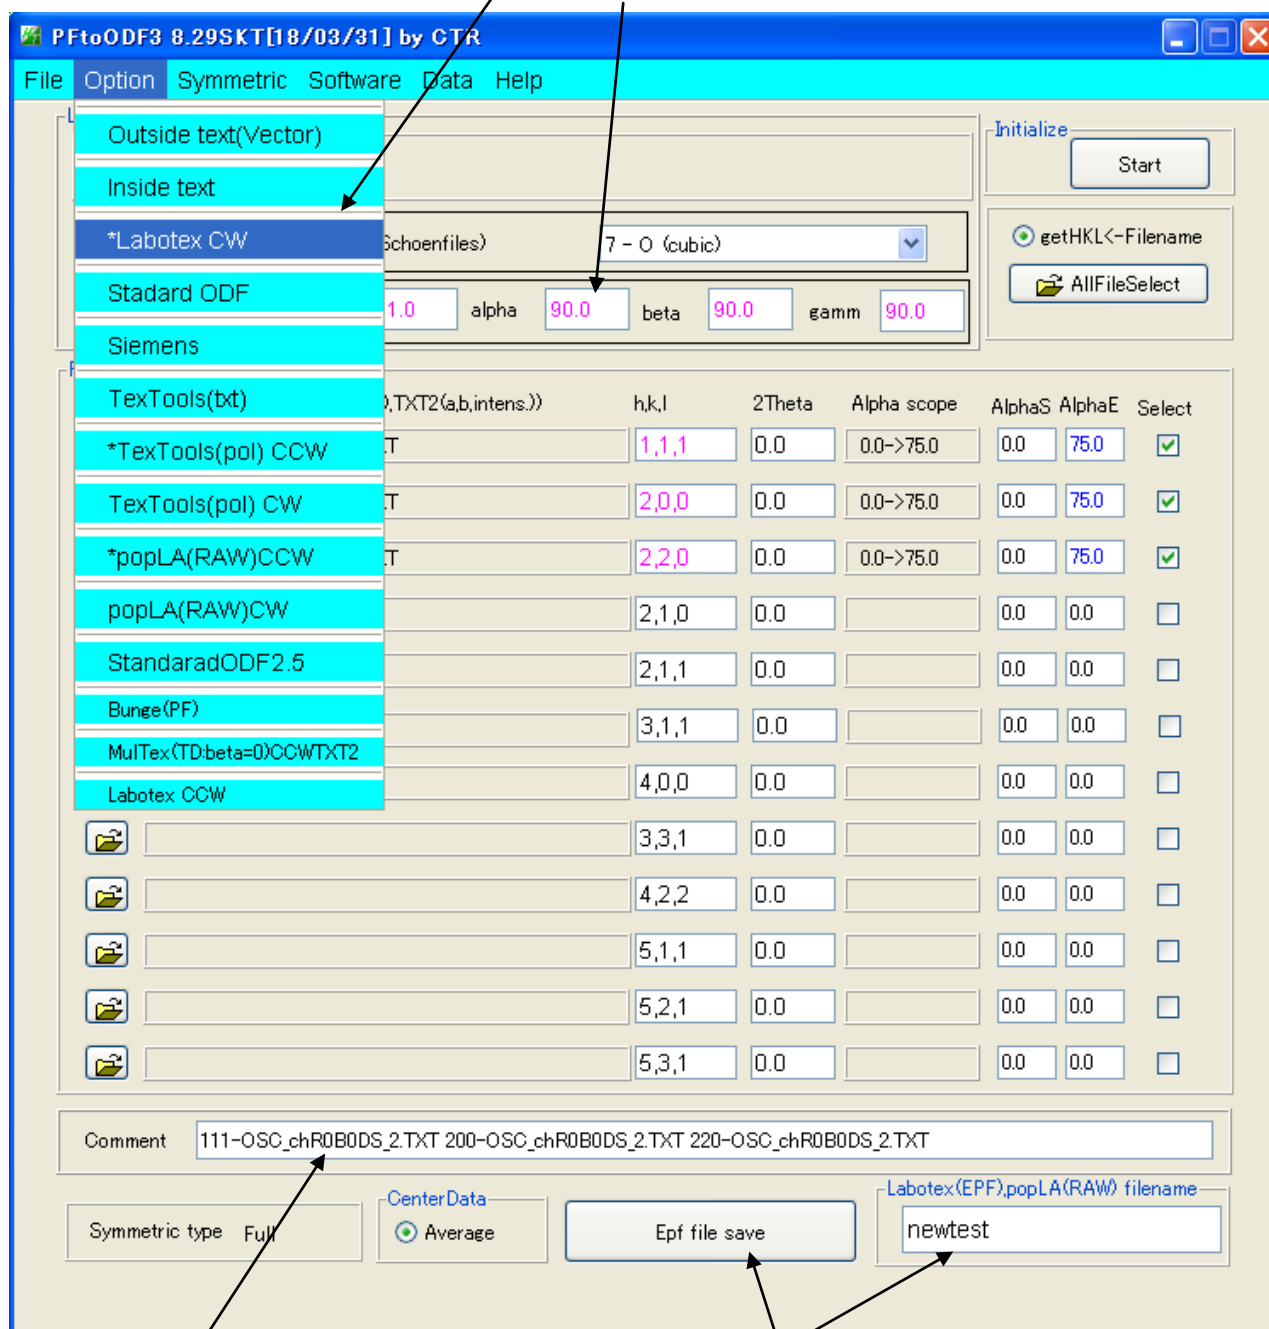 PFtoODF3 8.29SKT[18/03/31] by CTR
File Option Symmetric Software Data Help
Outside text(Vector)
Inside text
*Labotex CW
Stadard ODF
Siemens
TexTools(txt)
*TexTools(pol) CCW
TexTools(pol) CW
*popLA(RAW)CCW
popLA(RAW)CW
StandaradODF2.5
Bunge(PF)
MulTex(TD:beta=0)CCWTXT2
Labotex CCW
Initialize
Start
Schoenfiles) 7 - O (cubic)
getHKL<-Filename
AllFileSelect
1.0 alpha 90.0 beta 90.0 gamm 90.0
,TXT2(a,b,intens.)) h,k,l 2Theta Alpha scope AlphaS AlphaE Select
1,1,1 0.0 0.0->75.0 0.0 75.0
2,0,0 0.0 0.0->75.0 0.0 75.0
2,2,0 0.0 0.0->75.0 0.0 75.0
2,1,0 0.0 0.0 0.0
2,1,1 0.0 0.0 0.0
3,1,1 0.0 0.0 0.0
4,0,0 0.0 0.0 0.0
3,3,1 0.0 0.0 0.0
4,2,2 0.0 0.0 0.0
5,1,1 0.0 0.0 0.0
5,2,1 0.0 0.0 0.0
5,3,1 0.0 0.0 0.0
Comment 111-OSC_chR0B0DS_2.TXT 200-OSC_chR0B0DS_2.TXT 220-OSC_chR0B0DS_2.TXT
Symmetric type Full
CenterData
Average
Epf file save
Labotex(EPF),popLA(RAW) filename
newtest